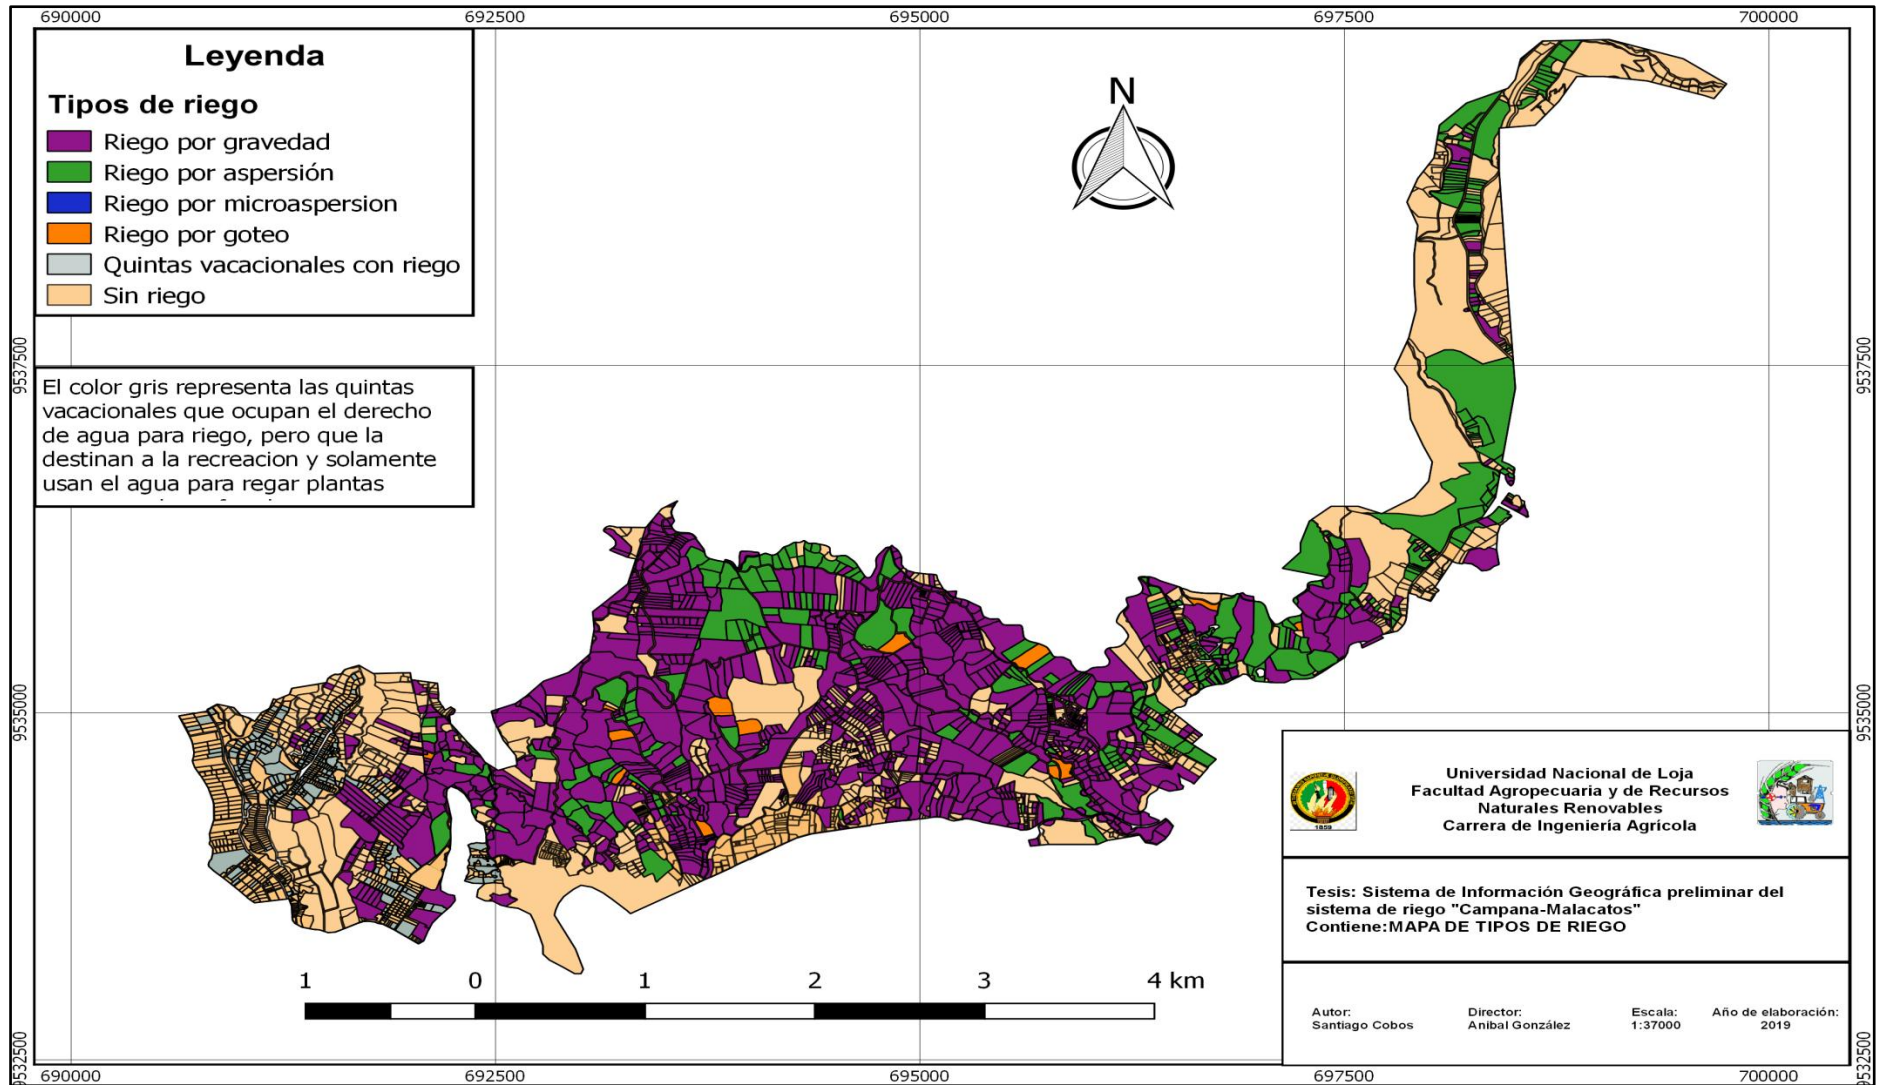 690000
692500
695000
697500
700000
Leyenda
Tipos de riego
Riego por gravedad
Riego por aspersión
Riego por microaspersion
Riego por goteo
Quintas vacacionales con riego
Sin riego
N
9537500
9537500
El color gris representa las quintas
vacacionales que ocupan el derecho
de agua para riego, pero que la
destinan a la recreacion y solamente
usan el agua para regar plantas
9535000
9535000
Universidad Nacional de Loja
Facultad Agropecuaria y de Recursos
Naturales Renovables
Carrera de Ingeniería Agrícola
1859
Tesis: Sistema de Información Geográfica preliminar del
sistema de riego "Campana-Malacatos"
Contiene:MAPA DE TIPOS DE RIEGO
1 0 1 2 3 4 km
Autor:
Santiago Cobos
Director:
Anibal González
Escala:
1:37000
Año de elaboración:
2019
9532500
9532500
690000
692500
695000
697500
700000